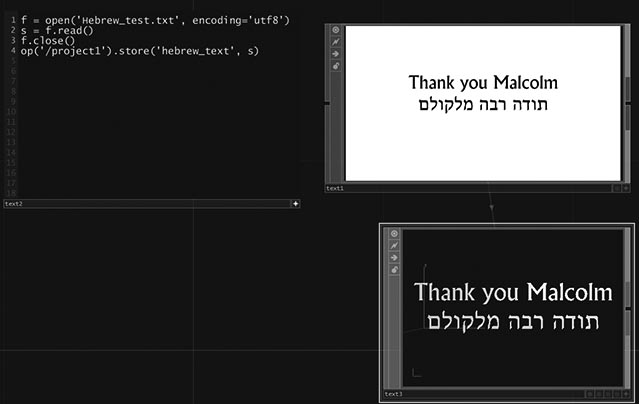 1 f = open('Hebrew_test.txt', encoding='utf8')
2 s = f.read()
3 f.close()
4 op('/project1').store('hebrew_text', s)
5
6
7
8
9
10
11
12
13
14
15
16
17
18
text2
Thank you Malcolm
תודה רבה מלקולם
text1
Thank you Malcolm
תודה רבה מלקולם
text3